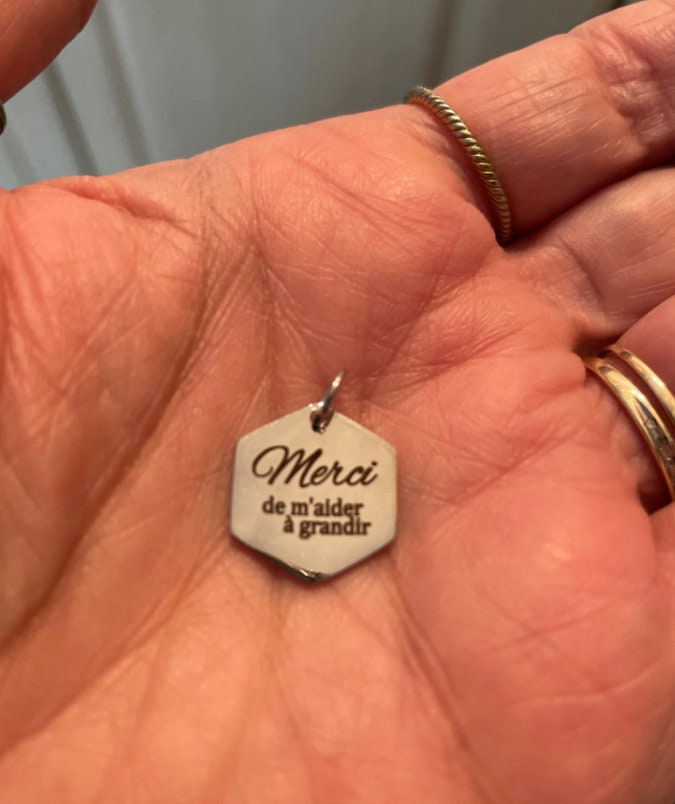 Merci
de m'aider
à grandir